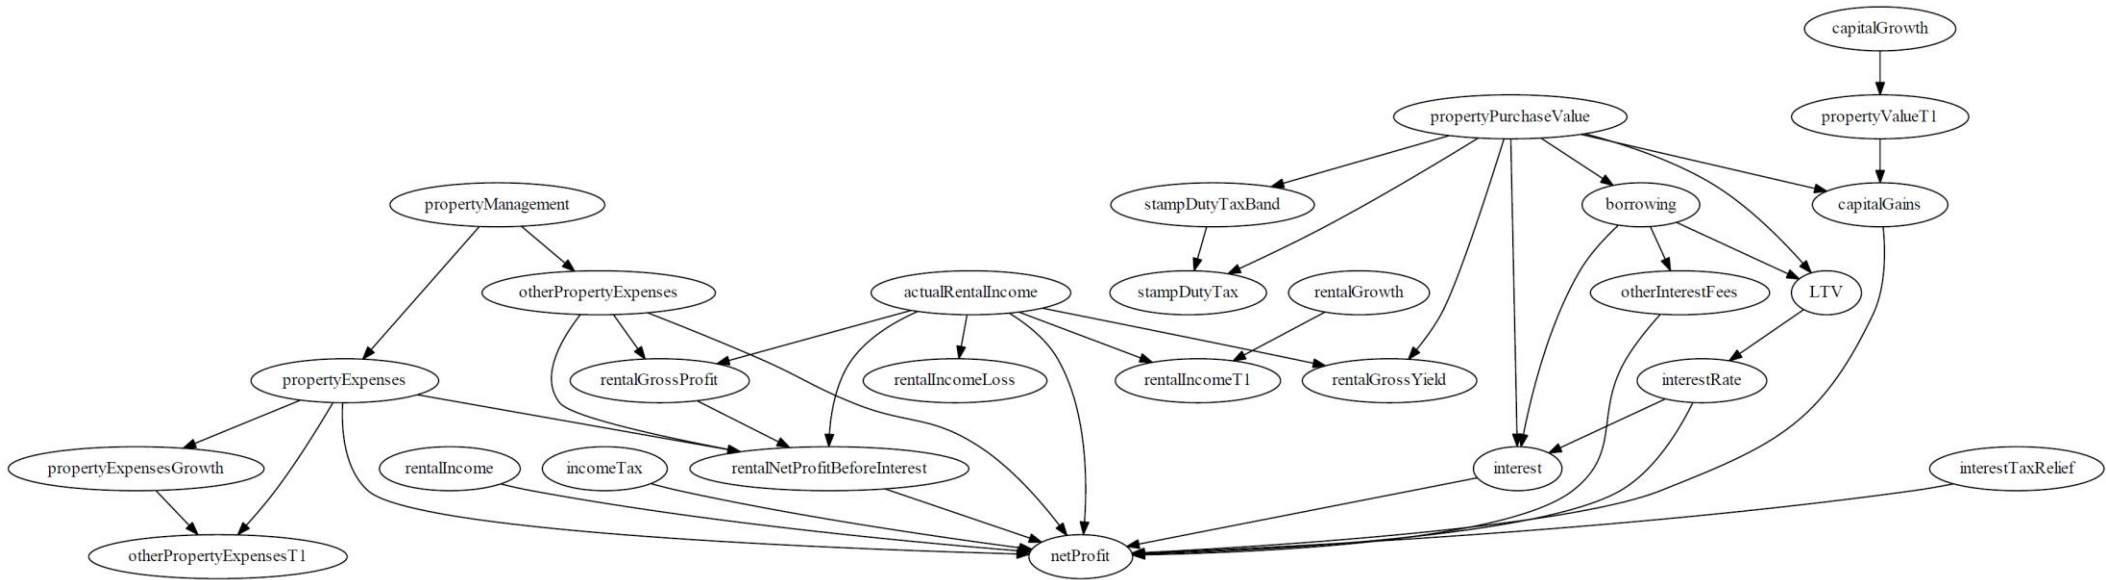 capitalGrowth
propertyPurchaseValue
propertyValueT1
propertyManagement
stampDutyTaxBand
borrowing
capitalGains
otherPropertyExpenses
actualRentalIncome
stampDutyTax
rentalGrowth
otherInterestFees
LTV
propertyExpenses
rentalGrossProfit
rentalIncomeLoss
rentalIncomeT1
rentalGrossYield
interestRate
propertyExpensesGrowth
rentalIncome
incomeTax
rentalNetProfitBeforeInterest
interest
interestTaxRelief
otherPropertyExpensesT1
netProfit